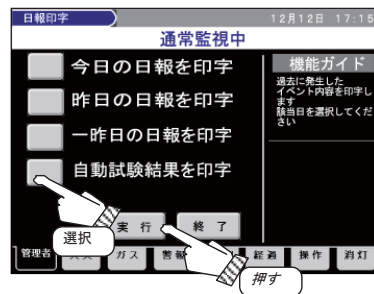 日報印字
12月12日 17:15
通常監視中
今日の日報を印字
昨日の日報を印字
一昨日の日報を印字
自動試験結果を印字
機能ガイド
過去に発生した
イベント内容を印字し
ます
該当日を選択してくだ
さい
選択
実行
終了
押す
管理者
ガス
警報
経過
操作
消灯